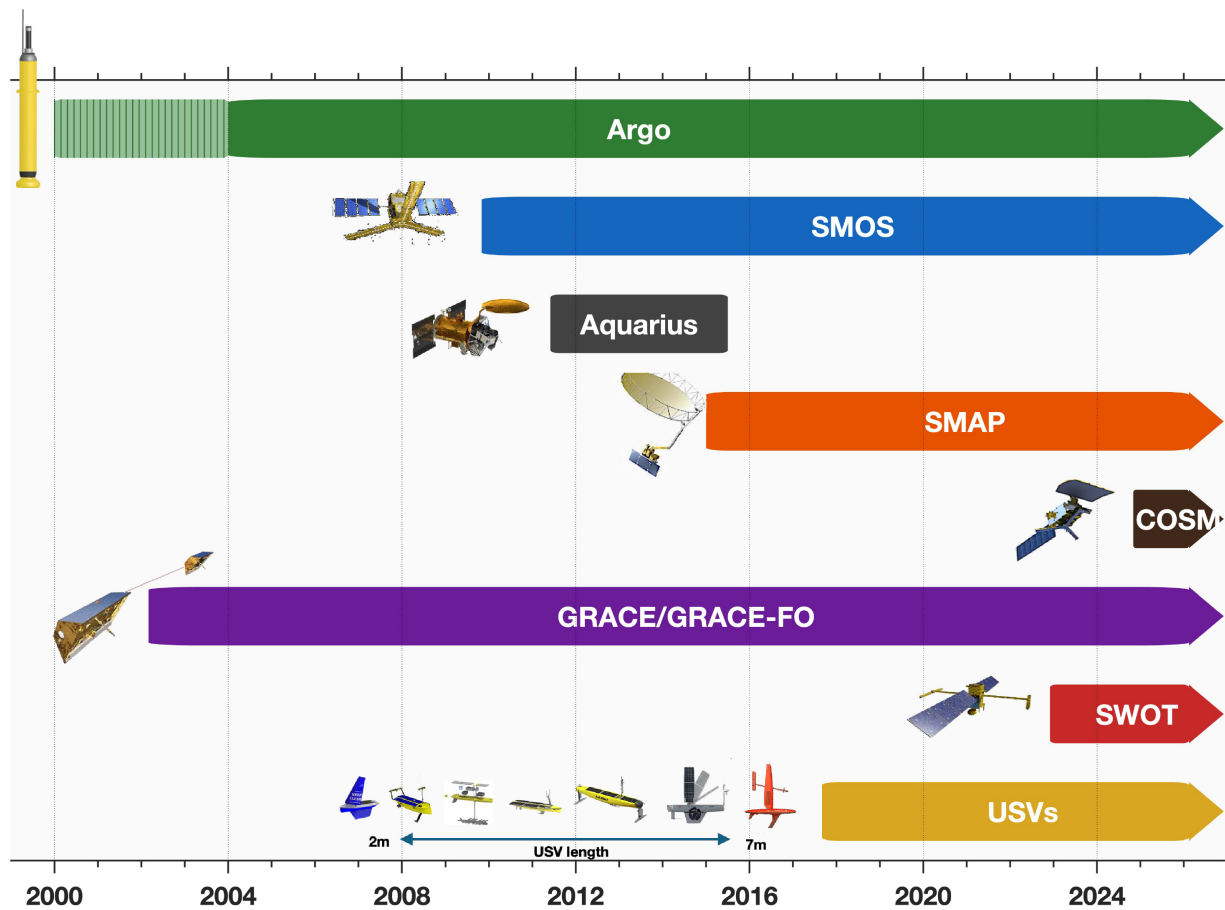 Argo
SMOS
Aquarius
SMAP
COSM
GRACE/GRACE-FO
SWOT
USVs
2m
USV length
7m
2000 2004 2008 2012 2016 2020 2024